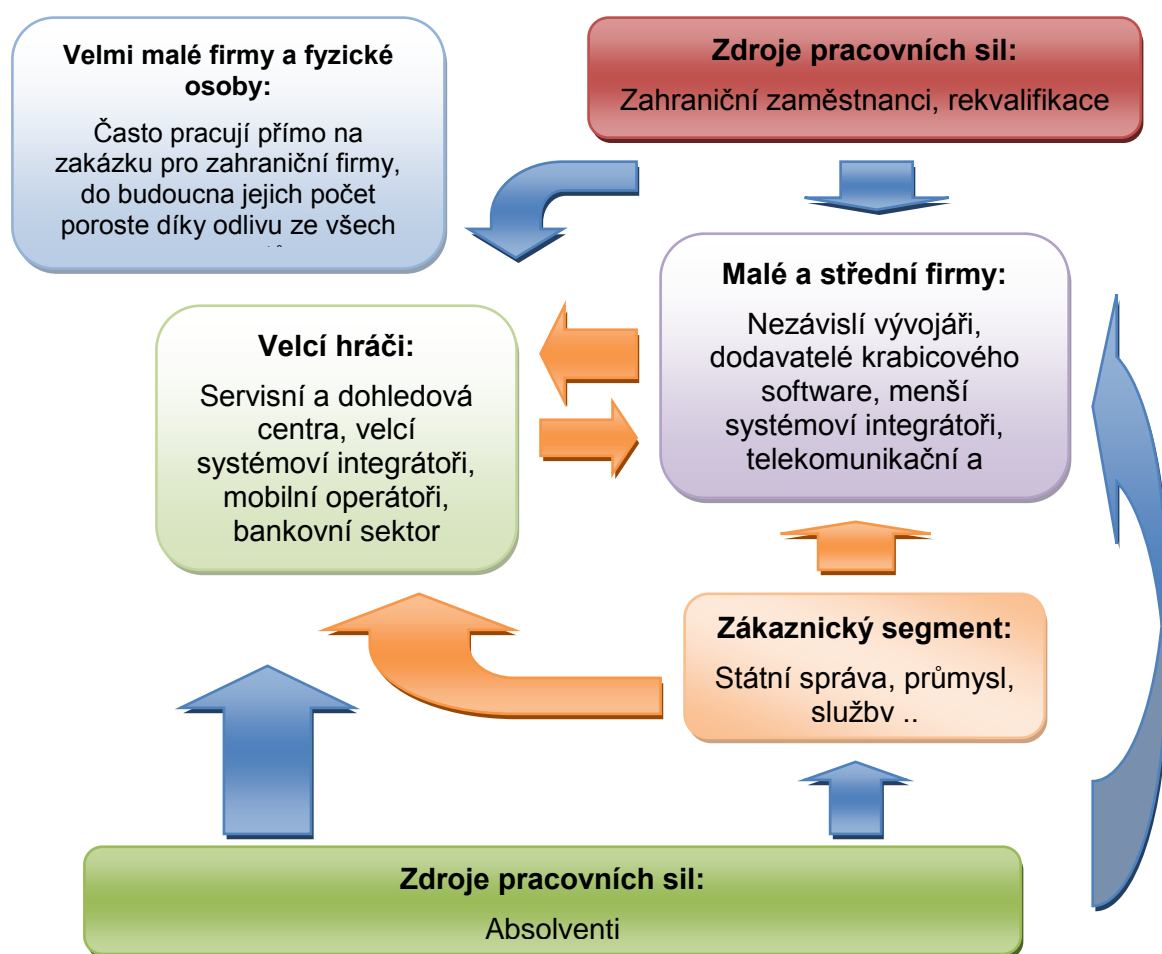 Velmi malé firmy a fyzické
osoby:
Často pracují přímo na
zakázku pro zahraniční firmy,
do budoucna jejich počet
poroste díky odlivu ze všech
Zdroje pracovních sil:
Zahraniční zaměstnanci, rekvalifikace
Malé a střední firmy:
Nezávislí vývojáři,
dodavatelé krabicového
software, menší
systémoví integrátoři,
telekomunikační a
Velcí hráči:
Servisní a dohledová
centra, velcí
systémoví integrátoři,
mobilní operátoři,
bankovní sektor
Zákaznický segment:
Státní správa, průmysl,
služby ..
Zdroje pracovních sil:
Absolventi